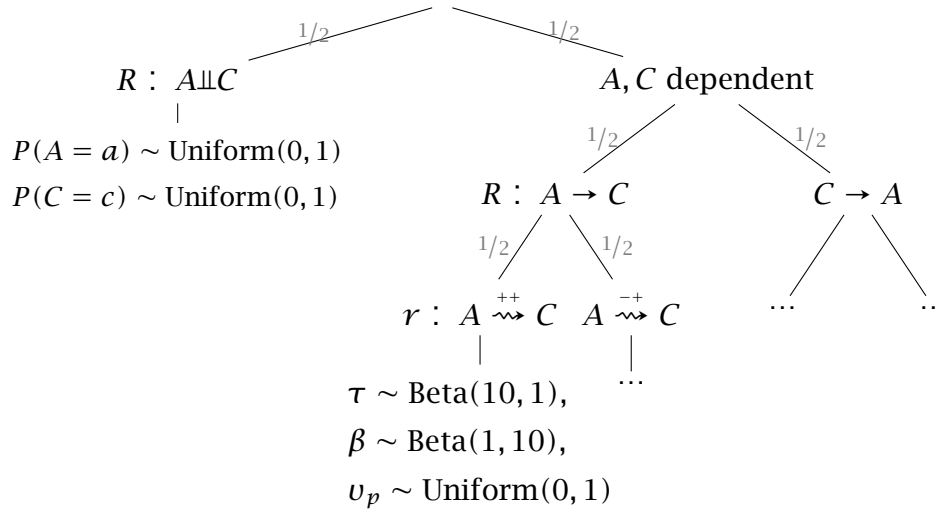 1/2 1/2
R : A⫫C A, C dependent
P(A = a) ∼ Uniform(0, 1) 1/2 1/2
P(C = c) ∼ Uniform(0, 1) R : A → C C → A
1/2 1/2
r : A ⇝^{++} C A ⇝^{−+} C ... ..
τ ∼ Beta(10, 1), ...
β ∼ Beta(1, 10),
υ_p ∼ Uniform(0, 1)